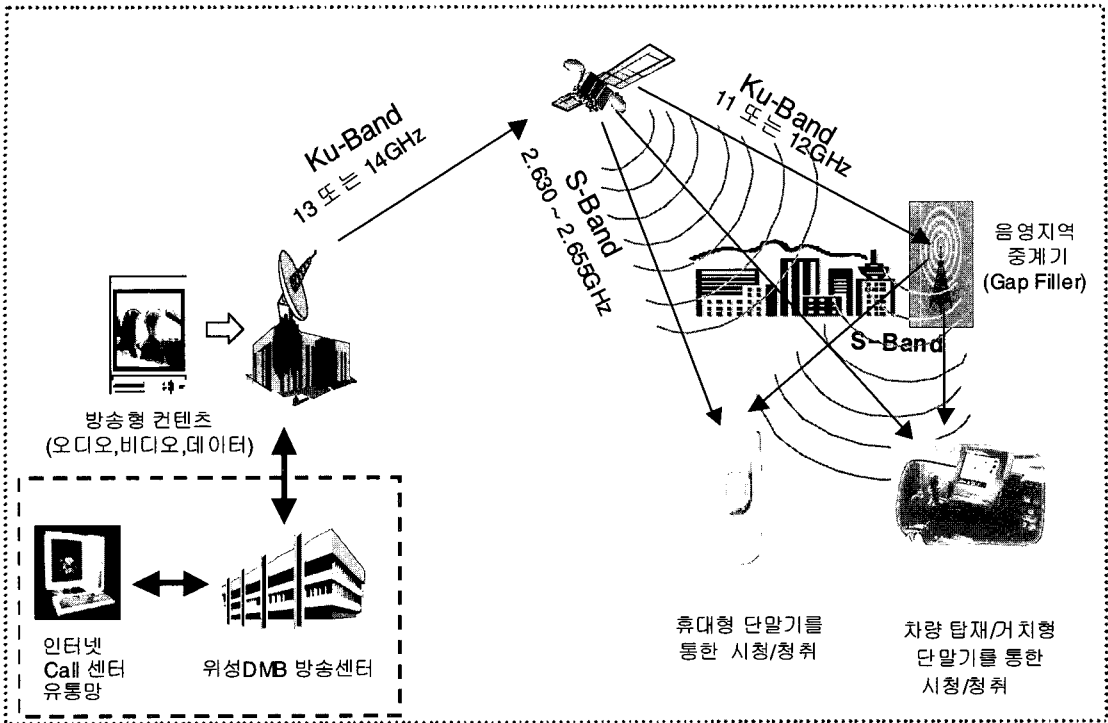 Ku-Band
13 또는 14GHz
Ku-Band
11 또는 12GHz
S-Band
2.630 ~ 2.655GHz
음영지역
중계기
(Gap Filler)
S-Band
방송형 컨텐츠
(오디오,비디오,데이터)
인터넷
Call 센터
유통망
위성DMB 방송센터
휴대형 단말기를
통한 시청/청취
차량 탑재/거치형
단말기를 통한
시청/청취